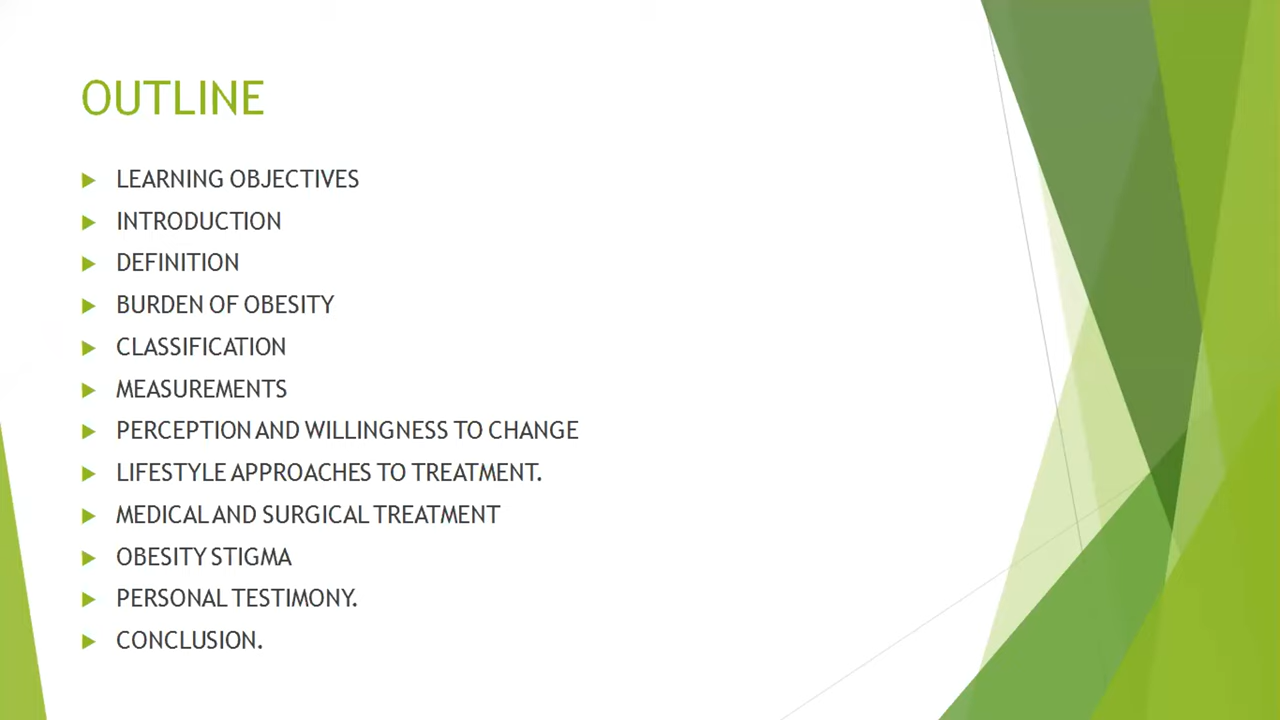 OUTLINE
LEARNING OBJECTIVES
INTRODUCTION
DEFINITION
BURDEN OF OBESITY
CLASSIFICATION
MEASUREMENTS
PERCEPTION AND WILLINGNESS TO CHANGE
LIFESTYLE APPROACHES TO TREATMENT.
MEDICAL AND SURGICAL TREATMENT
OBESITY STIGMA
PERSONAL TESTIMONY.
CONCLUSION.